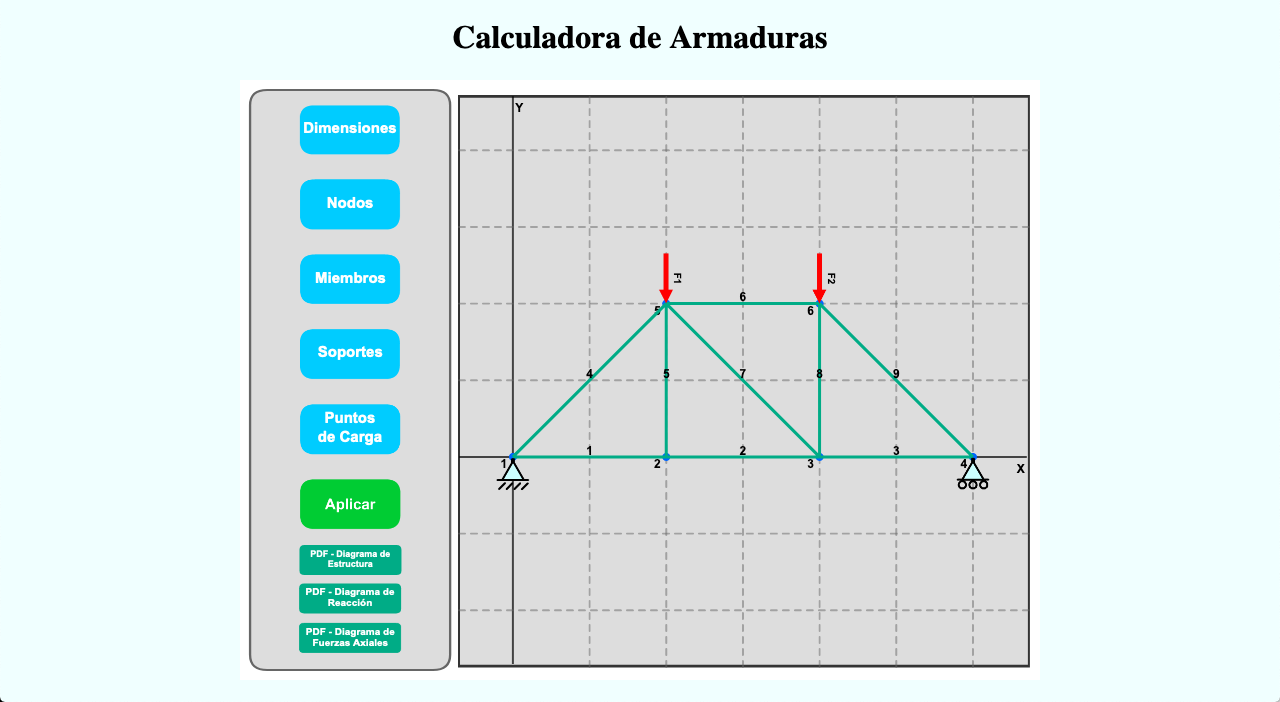 Calculadora de Armaduras
Dimensiones
Nodos
Miembros
Soportes
Puntos
de Carga
Aplicar
PDF - Diagrama de
Estructura
PDF - Diagrama de
Reacción
PDF - Diagrama de
Fuerzas Axiales
Y
F1
F2
6
5
6
4
5
7
8
9
1
2
3
1
2
3
4
X